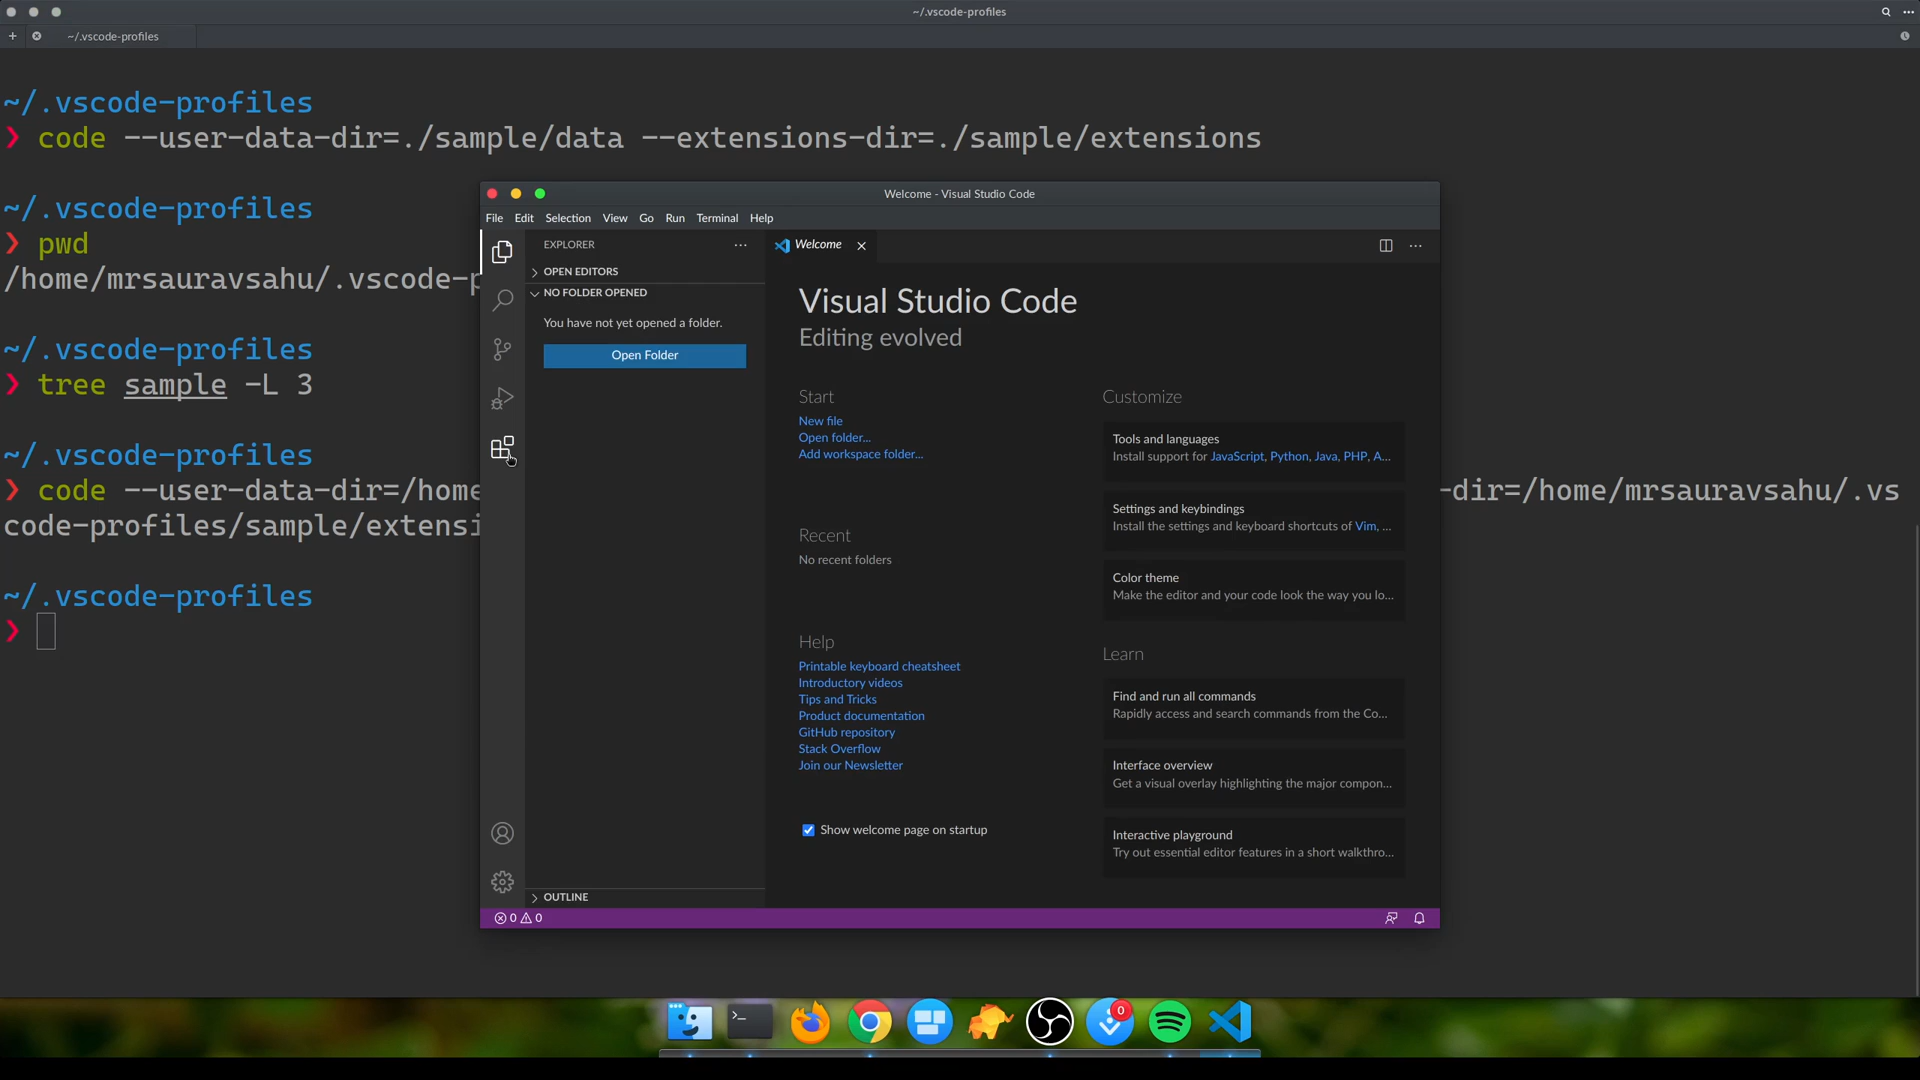 ~/.vscode-profiles
~/.vscode-profiles
~/.vscode-profiles
❯ code --user-data-dir=./sample/data --extensions-dir=./sample/extensions
~/.vscode-profiles
❯ pwd
/home/mrsauravsahu/.vscode-p
~/.vscode-profiles
❯ tree sample -L 3
~/.vscode-profiles
❯ code --user-data-dir=/home
-dir=/home/mrsauravsahu/.vs
code-profiles/sample/extensi
~/.vscode-profiles
❯
Welcome - Visual Studio Code
File Edit Selection View Go Run Terminal Help
EXPLORER
OPEN EDITORS
NO FOLDER OPENED
You have not yet opened a folder.
Open Folder
OUTLINE
Welcome
Visual Studio Code
Editing evolved
Start
New file
Open folder...
Add workspace folder...
Recent
No recent folders
Help
Printable keyboard cheatsheet
Introductory videos
Tips and Tricks
Product documentation
GitHub repository
Stack Overflow
Join our Newsletter
Show welcome page on startup
Customize
Tools and languages
Install support for JavaScript, Python, Java, PHP, A...
Settings and keybindings
Install the settings and keyboard shortcuts of Vim, ...
Color theme
Make the editor and your code look the way you lo...
Learn
Find and run all commands
Rapidly access and search commands from the Co...
Interface overview
Get a visual overlay highlighting the major compon...
Interactive playground
Try out essential editor features in a short walkthro...
0 0
0